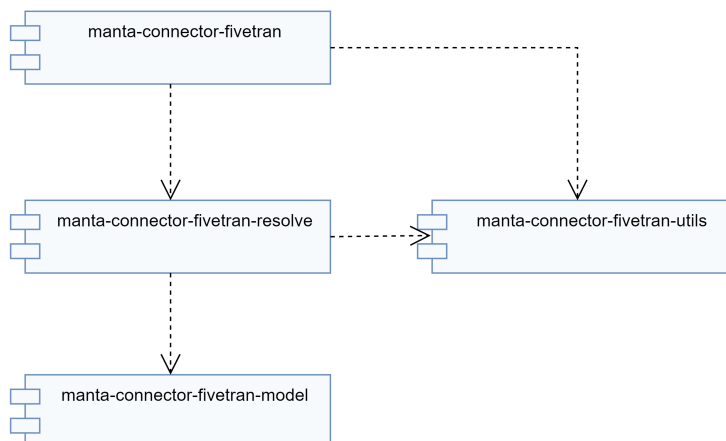 manta-connector-fivetran
manta-connector-fivetran-resolve
manta-connector-fivetran-utils
manta-connector-fivetran-model